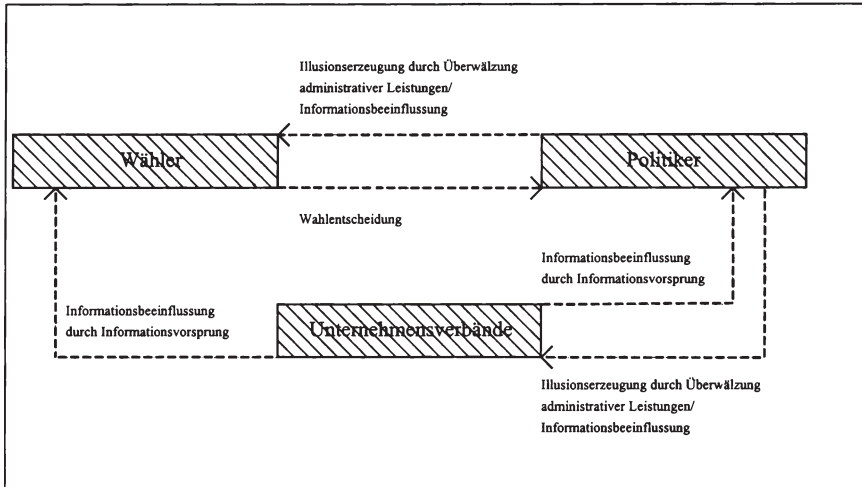 Illusionserzeugung durch Überwälzung
administrativer Leistungen/
Informationsbeeinflussung
Wähler
Politiker
Wahlentscheidung
Informationsbeeinflussung
durch Informationsvorsprung
Informationsbeeinflussung
durch Informationsvorsprung
Unternehmensverbände
Illusionserzeugung durch Überwälzung
administrativer Leistungen/
Informationsbeeinflussung